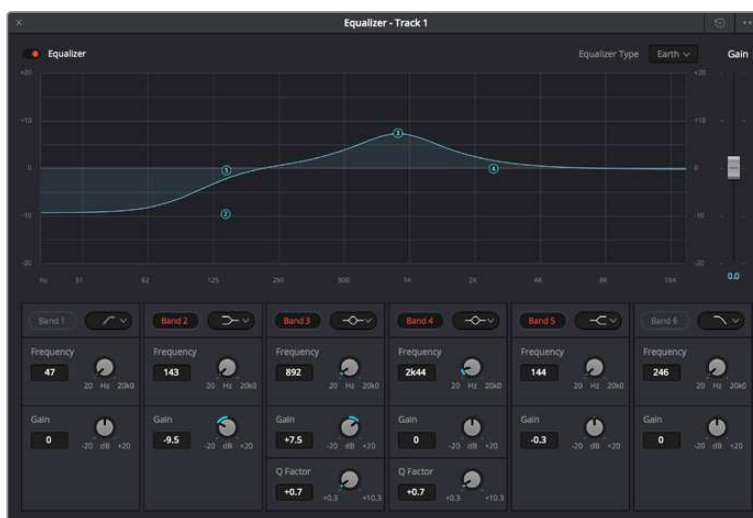 Equalizer - Track 1
Equalizer
Equalizer Type
Earth
Gain
+20
+20
+10
+10
0
0
-10
-10
-20
-20
Hz 31 62 125 250 500 1K 2K 4K 8K 16K
3
5
4
2
0.0
Band 1
Band 2
Band 3
Band 4
Band 5
Band 6
Frequency
47
20 Hz 20k0
Frequency
143
20 Hz 20k0
Frequency
892
20 Hz 20k0
Frequency
2k44
20 Hz 20k0
Frequency
144
20 Hz 20k0
Frequency
246
20 Hz 20k0
Gain
0
-20 dB +20
Gain
-9.5
-20 dB +20
Gain
+7.5
-20 dB +20
Gain
0
-20 dB +20
Gain
-0.3
-20 dB +20
Gain
0
-20 dB +20
Q Factor
+0.7
+0.3 +10.3
Q Factor
+0.7
+0.3 +10.3